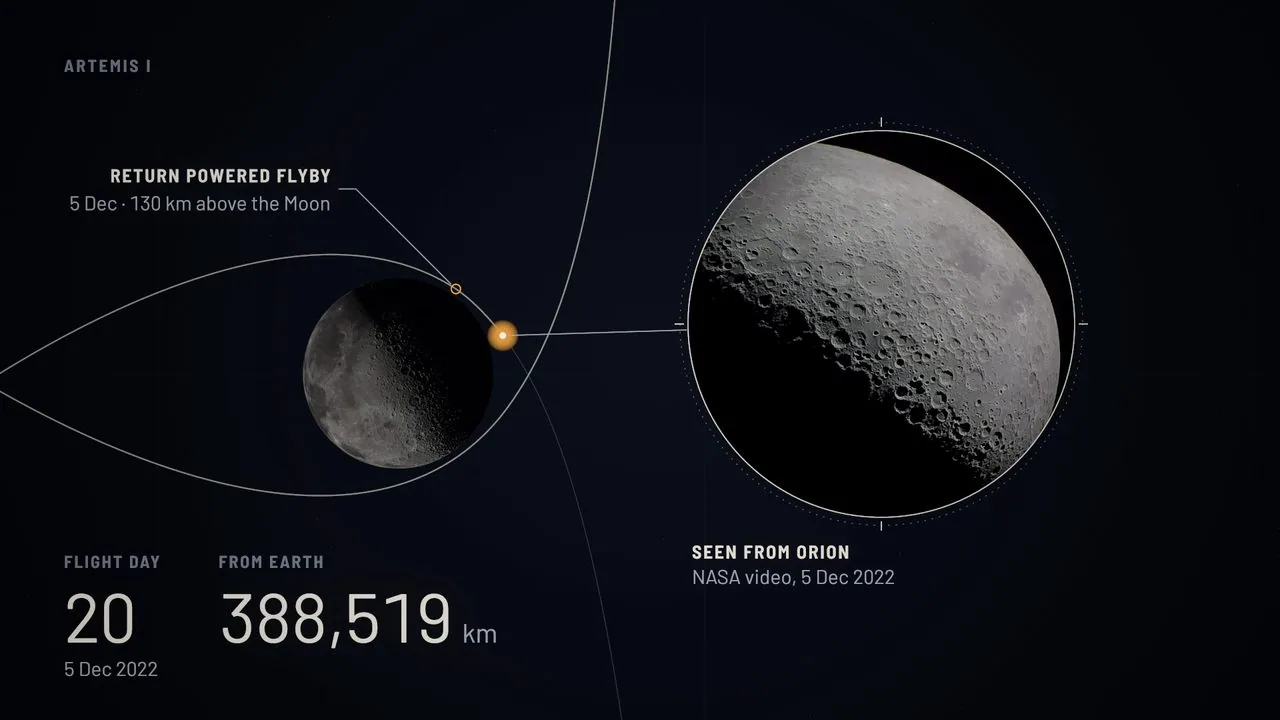 ARTEMIS I
RETURN POWERED FLYBY
5 Dec · 130 km above the Moon
SEEN FROM ORION
NASA video, 5 Dec 2022
FLIGHT DAY
20
5 Dec 2022
FROM EARTH
388,519 km